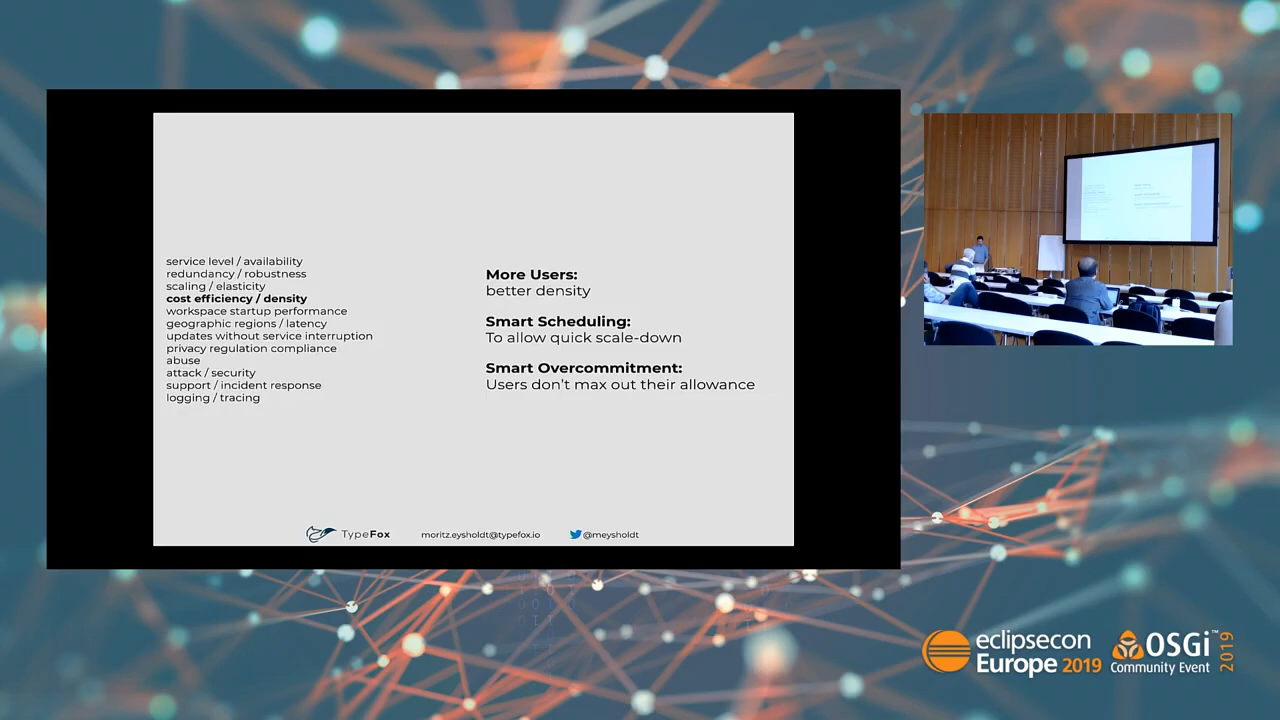 service level / availability
redundancy / robustness
scaling / elasticity
cost efficiency / density
workspace startup performance
geographic regions / latency
updates without service interruption
privacy regulation compliance
abuse
attack / security
support / incident response
logging / tracing
More Users:
better density
Smart Scheduling:
To allow quick scale-down
Smart Overcommitment:
Users don't max out their allowance
TypeFox
moritz.eysholdt@typefox.io
@meysholdt
eclipsecon
Europe 2019
OSGi™
Community Event
2019